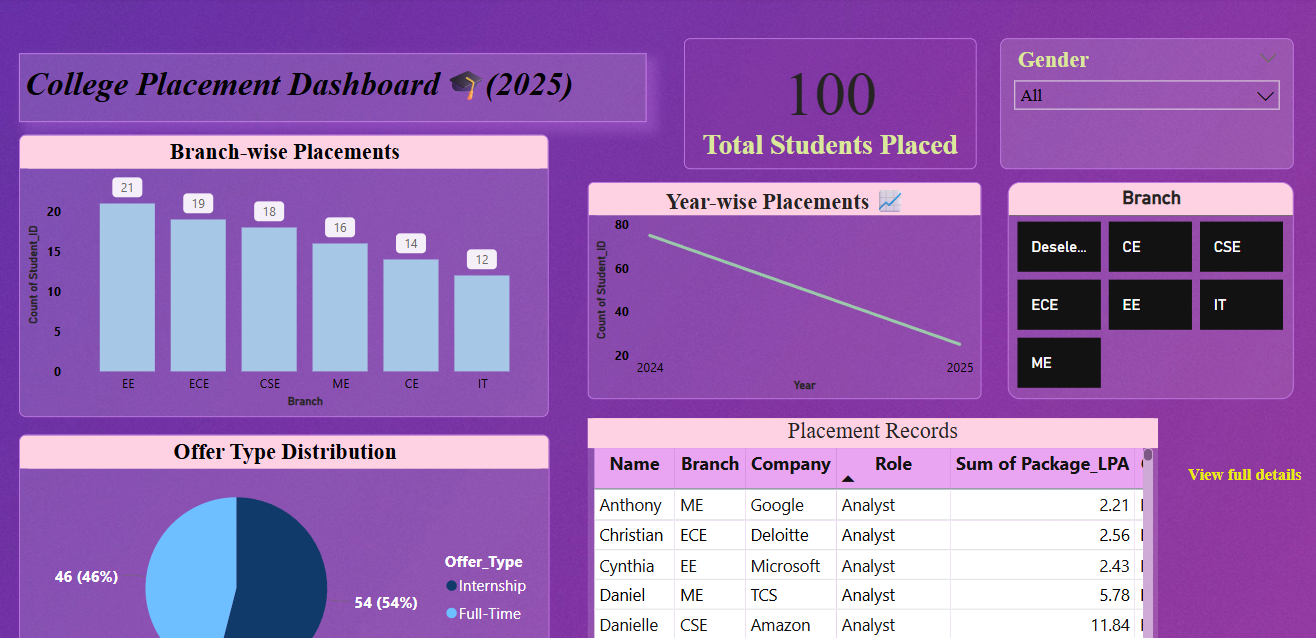 College Placement Dashboard 🎓 (2025)
100
Total Students Placed
Gender
All
Branch-wise Placements
Count of Student_ID
20
15
10
5
0
21
19
18
16
14
12
EE
ECE
CSE
ME
CE
IT
Branch
Year-wise Placements 📈
Count of Student_ID
80
60
40
20
2024
2025
Year
Branch
Desele...
CE
CSE
ECE
EE
IT
ME
Offer Type Distribution
46 (46%)
54 (54%)
Offer_Type
Internship
Full-Time
Placement Records
Name Branch Company Role Sum of Package_LPA
Anthony ME Google Analyst 2.21
Christian ECE Deloitte Analyst 2.56
Cynthia EE Microsoft Analyst 2.43
Daniel ME TCS Analyst 5.78
Danielle CSE Amazon Analyst 11.84
View full details